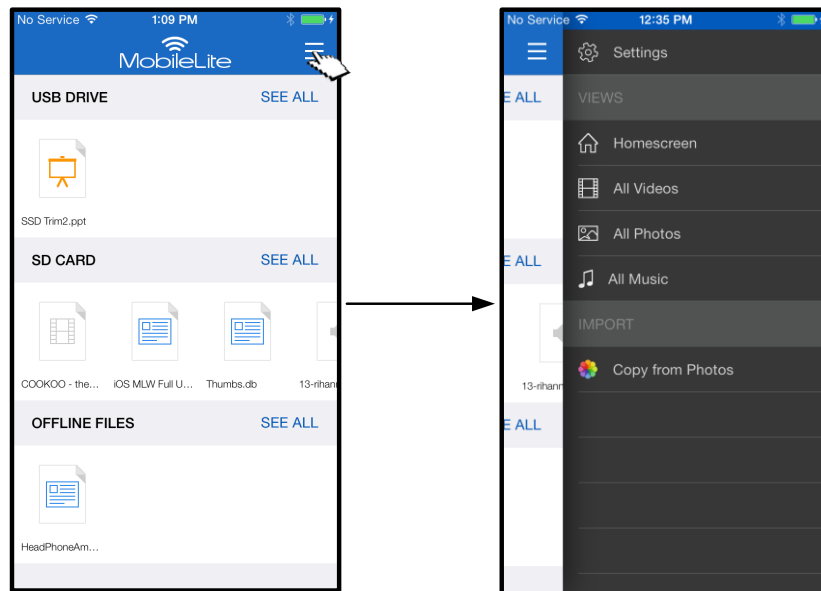 No Service 1:09 PM
MobileLite
USB DRIVE SEE ALL
SSD Trim2.ppt
SD CARD SEE ALL
COOKOO - the... iOS MLW Full U... Thumbs.db 13-rihann
OFFLINE FILES SEE ALL
HeadPhoneAm...
No Service 12:35 PM
Settings
E ALL VIEWS
Homescreen
All Videos
All Photos
E ALL
All Music
IMPORT
Copy from Photos
13-rihann
E ALL